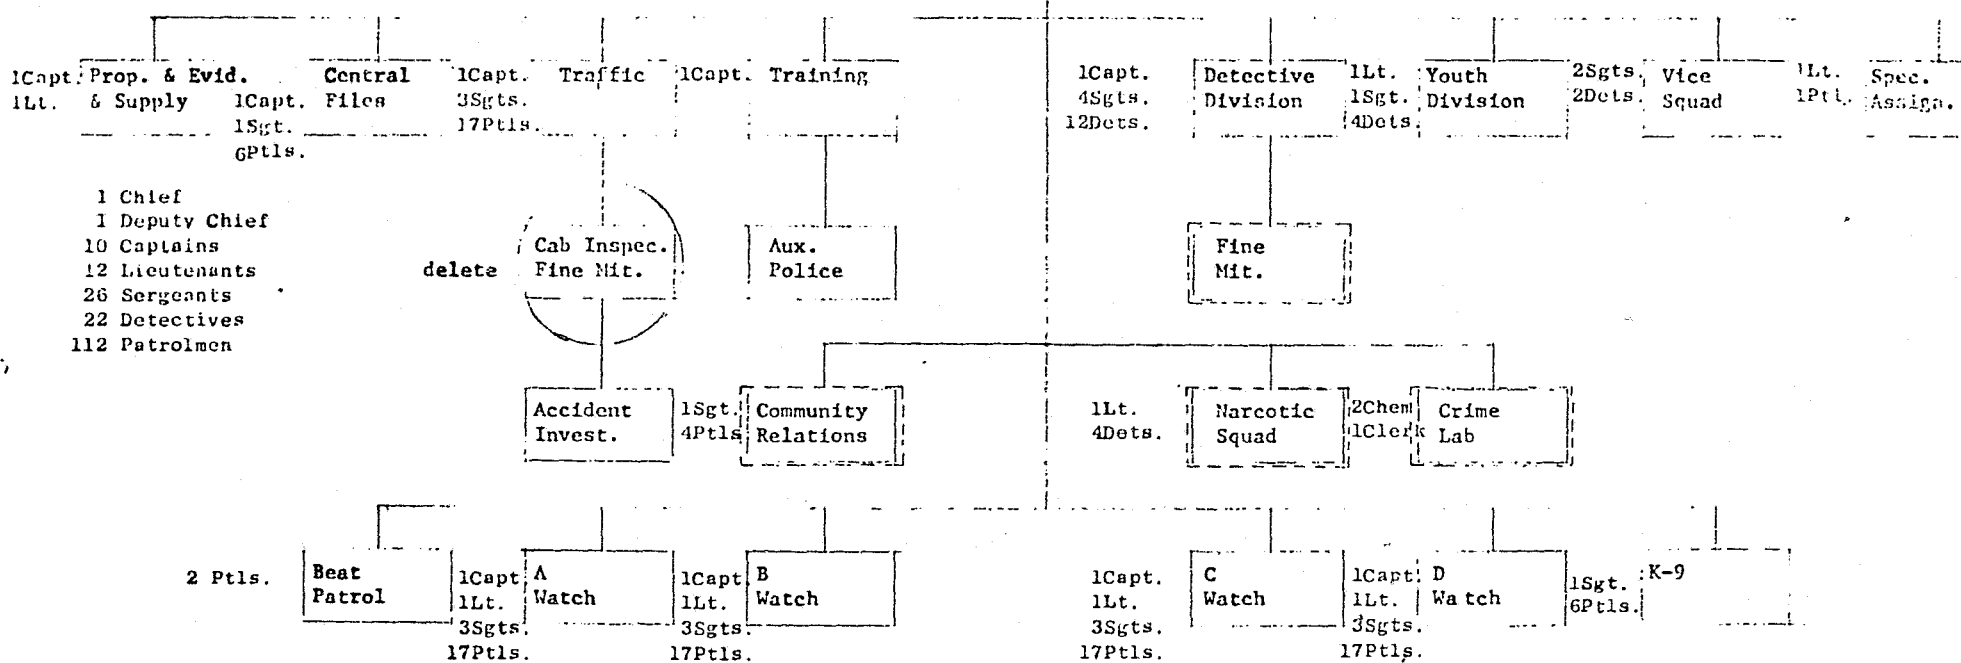 1Capt.
1Lt.
Prop. & Evid.
& Supply
1Capt.
1Sgt.
6Ptls.
Central
Files
1Capt.
3Sgts.
17Ptls.
Traffic
1Capt.
Training
1Capt.
4Sgts.
12Dets.
Detective
Division
1Lt.
1Sgt.
4Dets.
Youth
Division
2Sgts.
2Dets.
Vice
Squad
1Lt.
1Ptl.
Spec.
Assign.
1 Chief
1 Deputy Chief
10 Captains
12 Lieutenants
26 Sergeants
22 Detectives
112 Patrolmen
delete
Cab Inspec.
Fine Mit.
Aux.
Police
Fine
Mit.
Accident
Invest.
1Sgt.
4Ptls
Community
Relations
1Lt.
4Dets.
Narcotic
Squad
2Chem
1Clerk
Crime
Lab
2 Ptls.
Beat
Patrol
1Capt
1Lt.
3Sgts.
17Ptls.
A
Watch
1Capt
1Lt.
3Sgts.
17Ptls.
B
Watch
1Capt.
1Lt.
3Sgts.
17Ptls.
C
Watch
1Capt
1Lt.
3Sgts.
17Ptls.
D
Watch
1Sgt.
6Ptls.
K-9